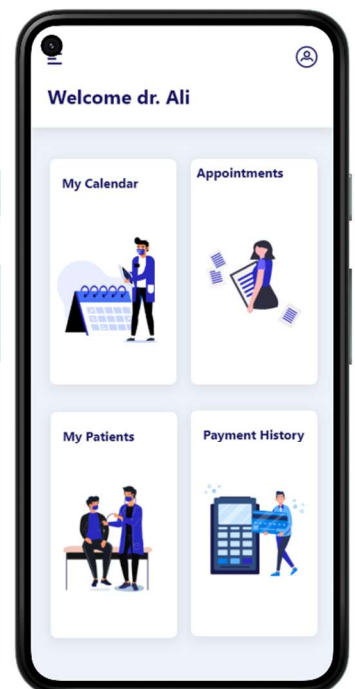 Welcome dr. Ali
My Calendar
Appointments
My Patients
Payment History